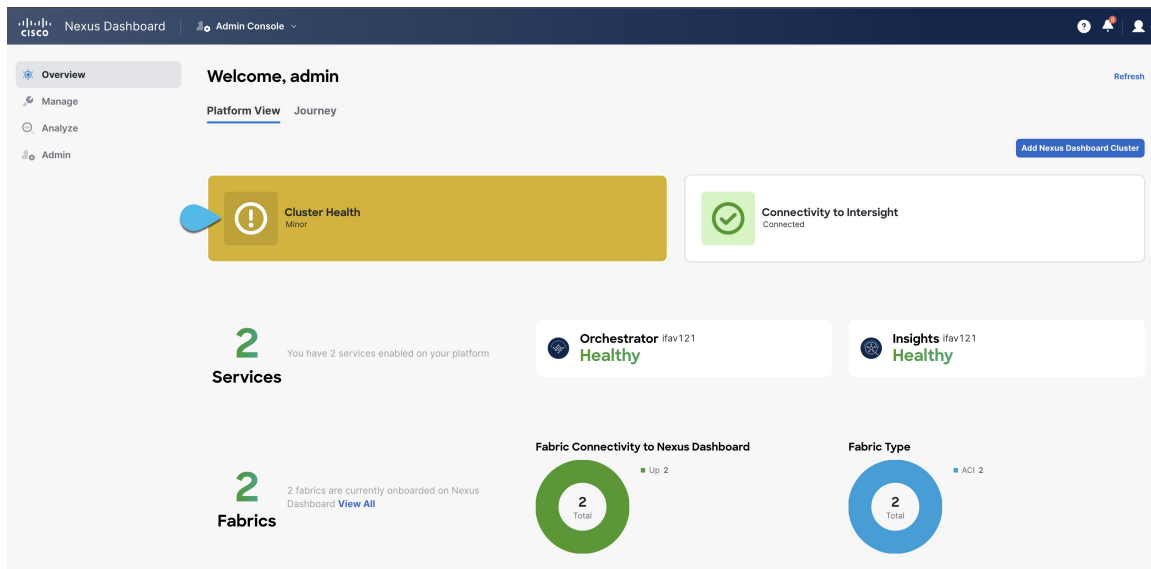 CISCO
Nexus Dashboard
Admin Console
Overview
Manage
Analyze
Admin
Welcome, admin
Refresh
Platform View
Journey
Add Nexus Dashboard Cluster
Cluster Health
Minor
Connectivity to Intersight
Connected
2
Services
You have 2 services enabled on your platform
Orchestrator ifav121
Healthy
Insights ifav121
Healthy
2
Fabrics
2 fabrics are currently onboarded on Nexus
Dashboard View All
Fabric Connectivity to Nexus Dashboard
Up 2
2
Total
Fabric Type
ACI 2
2
Total